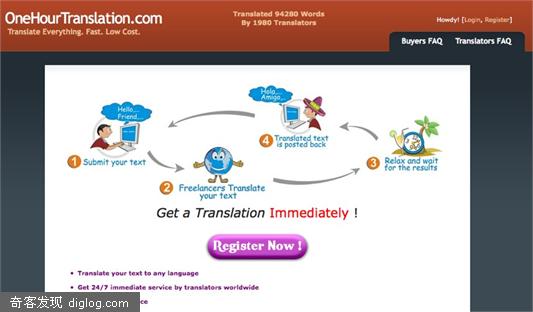 OneHourTranslation.com
Translate Everything. Fast. Low Cost.
Translated 94280 Words
By 1980 Translators
Howdy! [Login, Register]
Buyers FAQ
Translators FAQ
Hello,...
Friend...
1 Submit your text
2 Freelancers Translate
your text
3 Relax and wait
for the results
Hola,...
Amigo,..
4 Translated text
is posted back
Get a Translation Immediately !
Register Now !
• Translate your text to any language
• Get 24/7 immediate service by translators worldwide
奇客发现 diglog.com